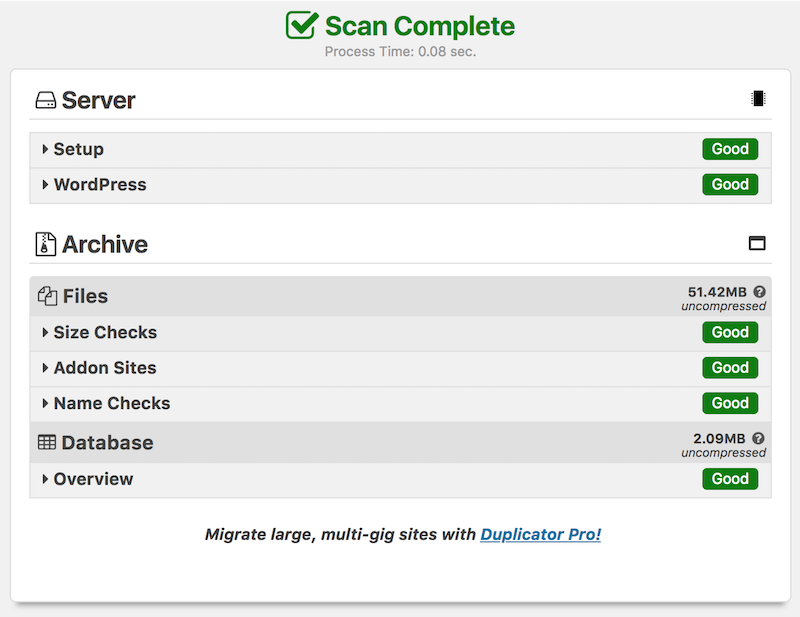 Scan Complete
Process Time: 0.08 sec.
Server
Setup Good
WordPress Good
Archive
Files 51.42MB ?
uncompressed
Size Checks Good
Addon Sites Good
Name Checks Good
Database 2.09MB ?
uncompressed
Overview Good
Migrate large, multi-gig sites with Duplicator Pro!